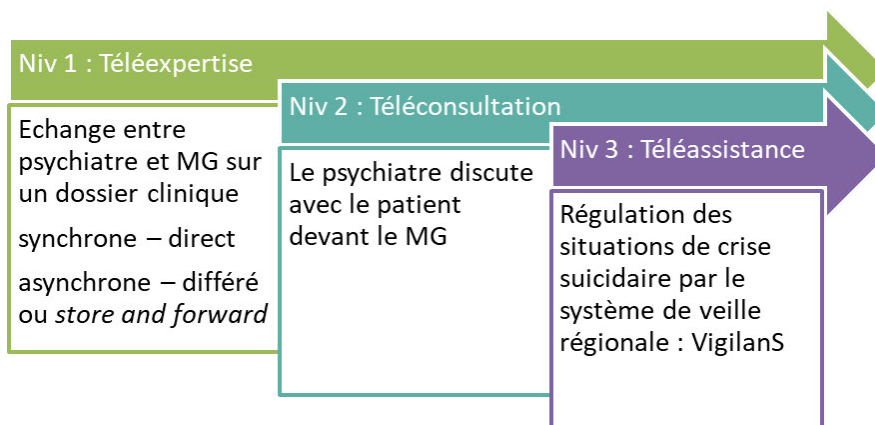 Niv 1 : Téléexpertise
Echange entre
psychiatre et MG sur
un dossier clinique
synchrone – direct
asynchrone – différé
ou store and forward
Niv 2 : Téléconsultation
Le psychiatre discute
avec le patient
devant le MG
Niv 3 : Téléassistance
Régulation des
situations de crise
suicidaire par le
système de veille
régionale : VigilanS